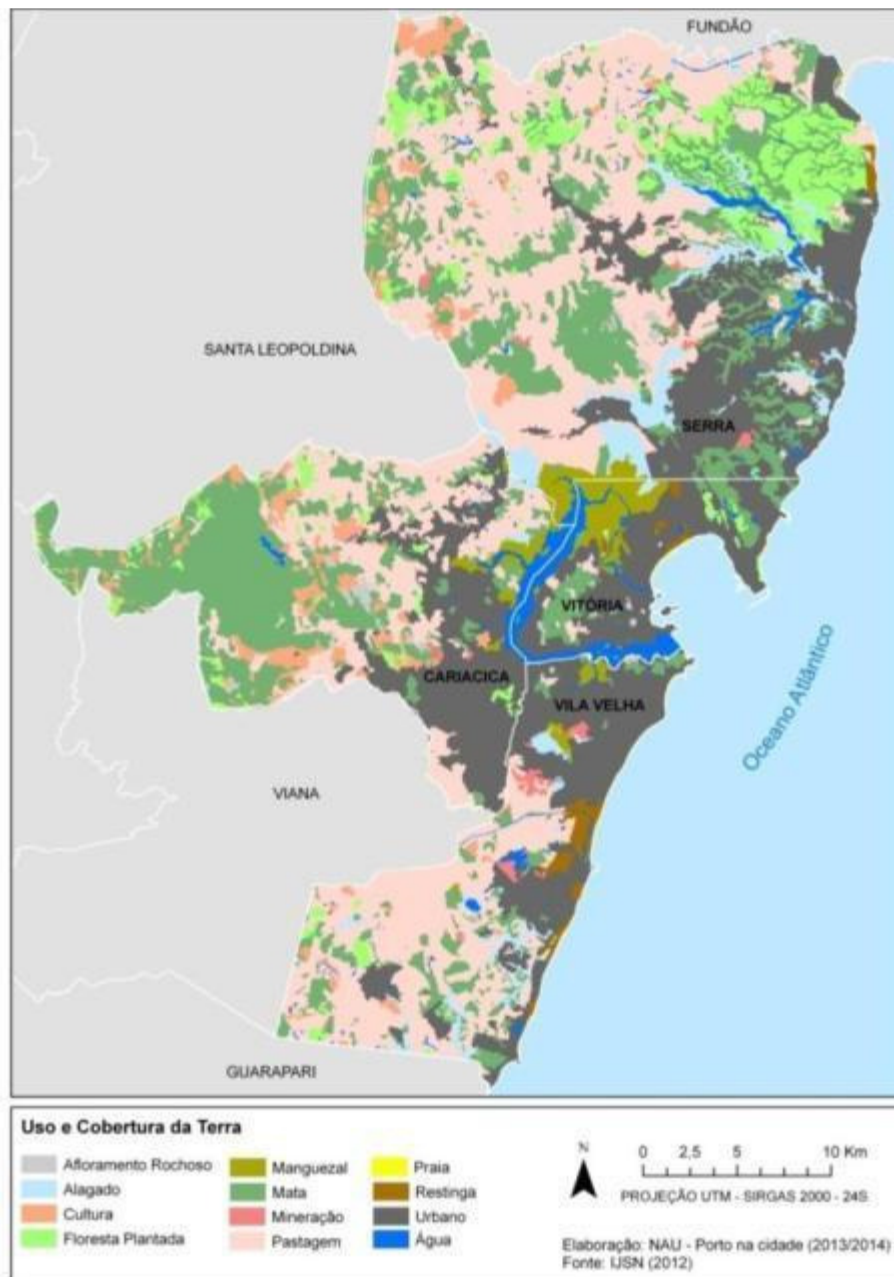 FUNDÃO
SANTA LEOPOLDINA
SERRA
VITÓRIA
CARIACICA
VILA VELHA
Oceano Atlântico
VIANA
GUARAPARI
Uso e Cobertura da Terra
Afloramento Rochoso
Alagado
Cultura
Floresta Plantada
Manguezal
Mata
Mineração
Pastagem
Praia
Restinga
Urbano
Água
N
0 2,5 5 10 Km
PROJEÇÃO UTM - SIRGAS 2000 - 24S
Elaboração: NAU - Porto na cidade (2013/2014)
Fonte: IJSN (2012)